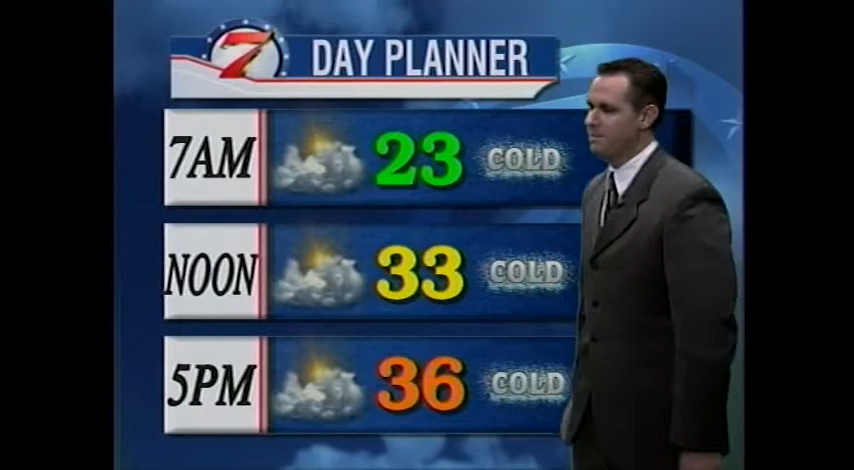 7 DAY PLANNER
7AM 23 COLD
NOON 33 COLD
5PM 36 COLD